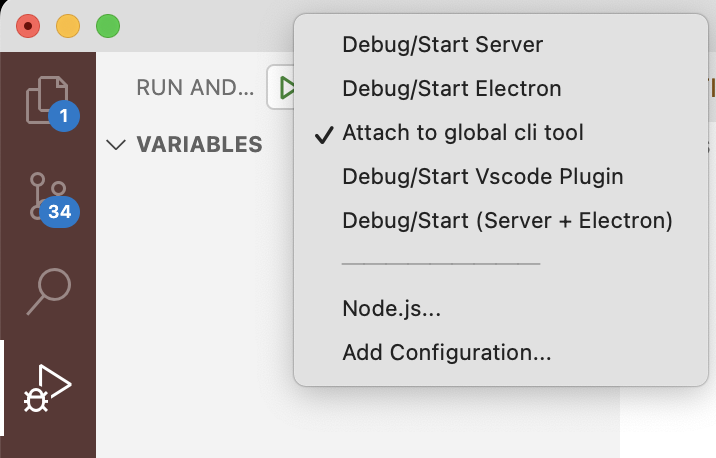 Debug/Start Server
1
RUN AND...
Debug/Start Electron
VARIABLES
Attach to global cli tool
Debug/Start Vscode Plugin
34
Debug/Start (Server + Electron)
Node.js...
Add Configuration...